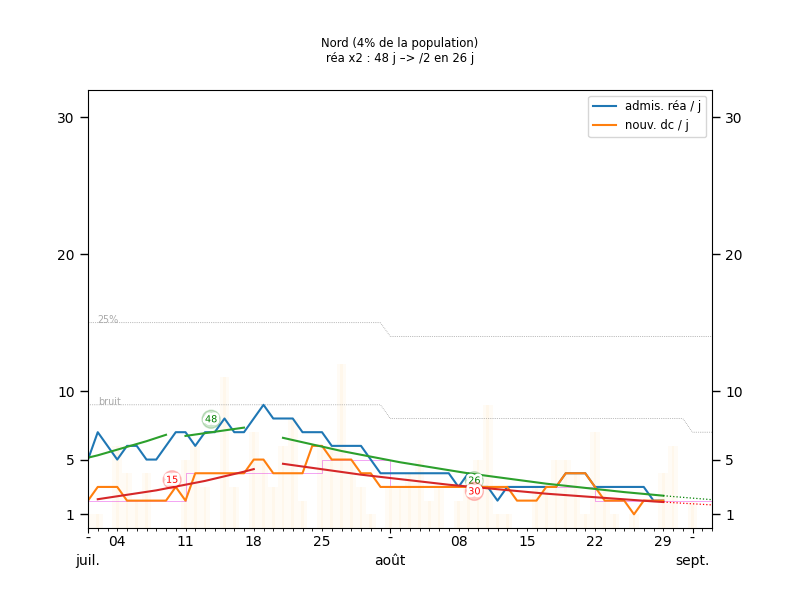 Nord (4% de la population)
réa x2 : 48 j –> /2 en 26 j
admis. réa / j
nouv. dc / j
30
30
20
20
25%
10
bruit
10
48
5
15
26
30
5
1
1
- 04 11 18 25 - 08 15 22 29 -
juil. août sept.